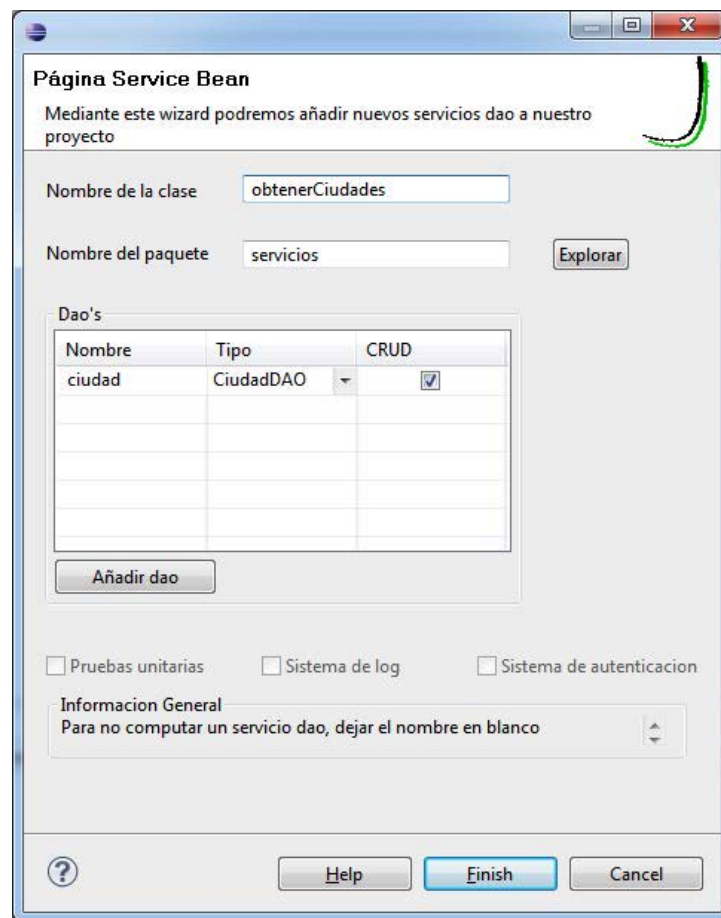 Página Service Bean
Mediante este wizard podremos añadir nuevos servicios dao a nuestro
proyecto
Nombre de la clase obtenerCiudades
Nombre del paquete servicios Explorar
Dao's
Nombre Tipo CRUD
ciudad CiudadDAO
Añadir dao
Pruebas unitarias Sistema de log Sistema de autenticacion
Informacion General
Para no computar un servicio dao, dejar el nombre en blanco
? Help Finish Cancel